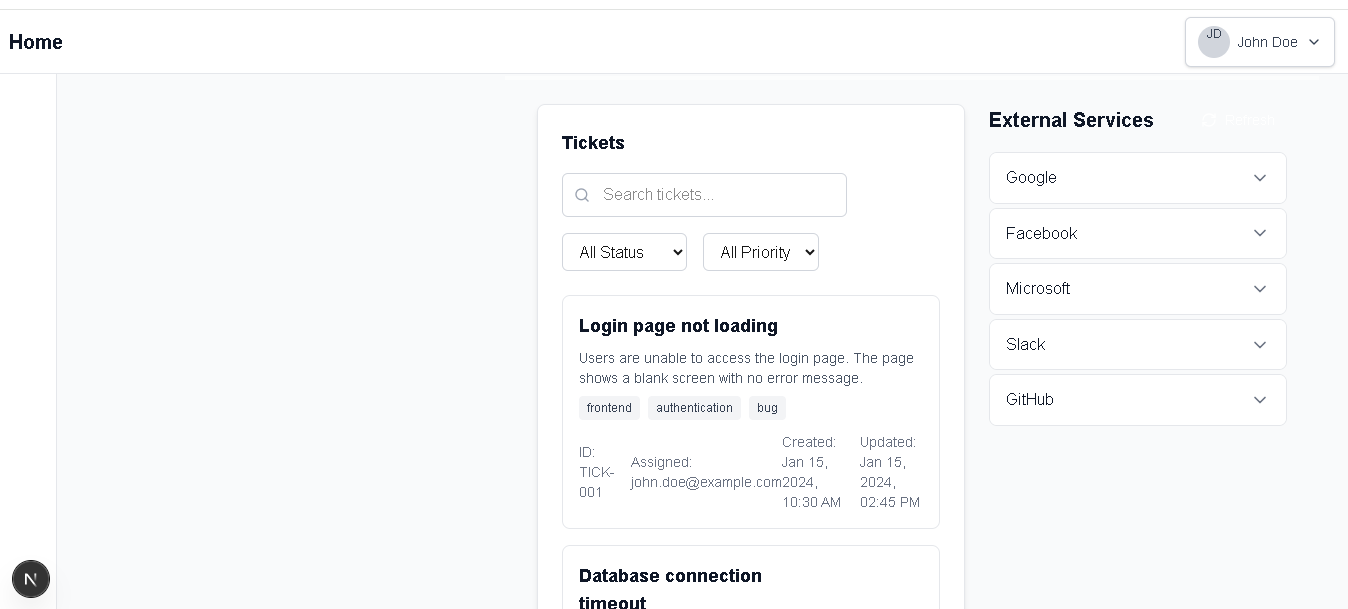 Home
JD
John Doe
Tickets
Search tickets...
All Status
All Priority
Login page not loading
Users are unable to access the login page. The page
shows a blank screen with no error message.
frontend
authentication
bug
ID:
TICK-
001
Assigned:
john.doe@example.com
Created:
Jan 15,
2024,
10:30 AM
Updated:
Jan 15,
2024,
02:45 PM
Database connection
timeout
External Services
Refresh
Google
Facebook
Microsoft
Slack
GitHub
N